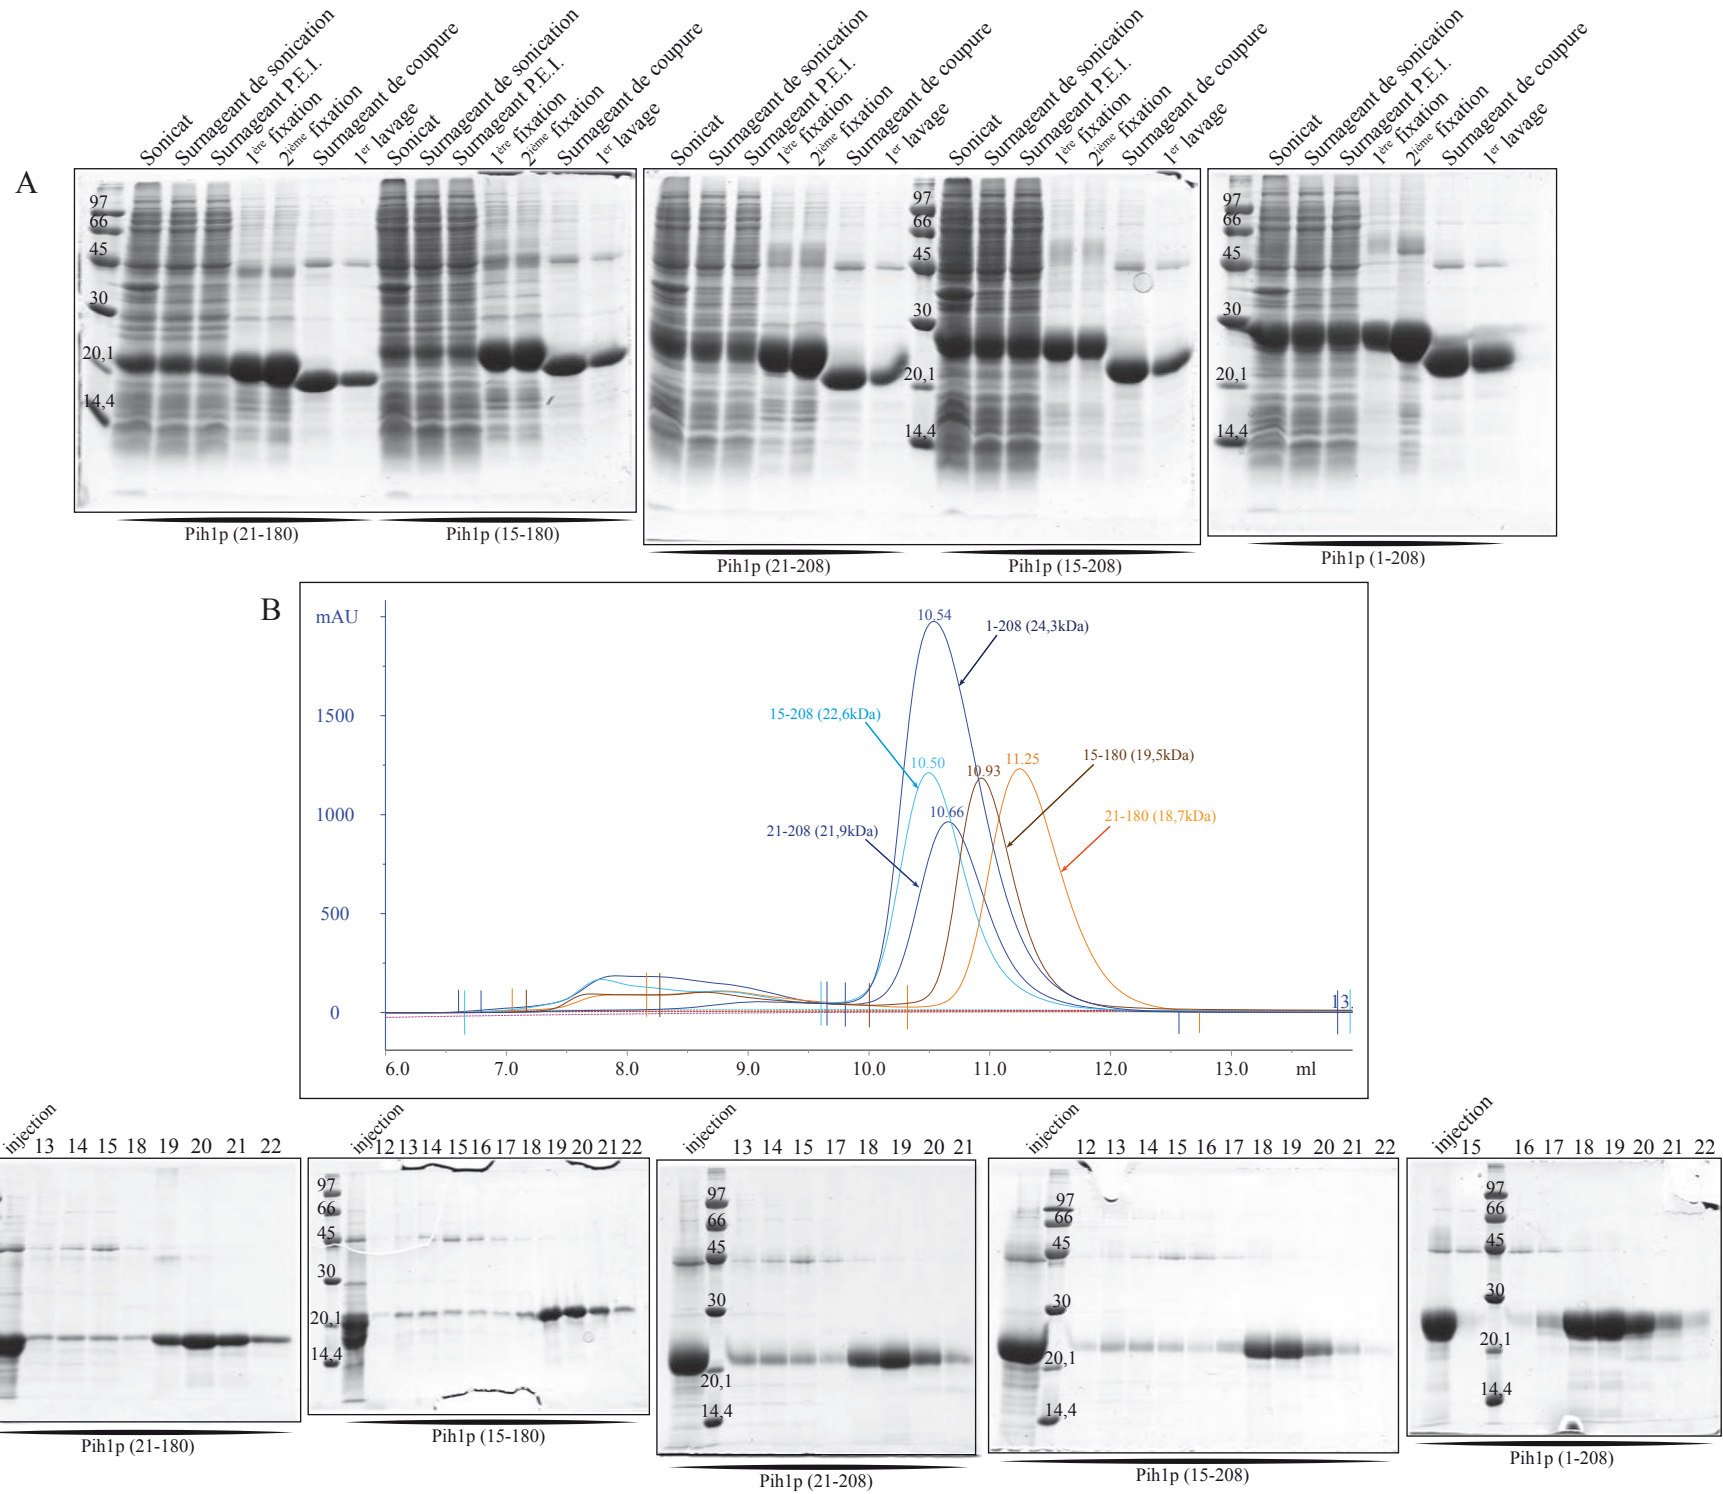 Sonicat
Surnageant de sonication
Surnageant P.E.I.
1ère fixation
2ième fixation
Surnageant de coupure
1er lavage
Sonicat
Surnageant de sonication
Surnageant P.E.I.
1ère fixation
2ième fixation
Surnageant de coupure
1er lavage
Sonicat
Surnageant de sonication
Surnageant P.E.I.
1ère fixation
2ième fixation
Surnageant de coupure
1er lavage
Sonicat
Surnageant de sonication
Surnageant P.E.I.
1ère fixation
2ième fixation
Surnageant de coupure
1er lavage
Sonicat
Surnageant de sonication
Surnageant P.E.I.
1ère fixation
2ième fixation
Surnageant de coupure
1er lavage
A
97
66
45
30
20,1
14,4
97
66
45
30
20,1
14,4
97
66
45
30
20,1
14,4
Pih1p (21-180)
Pih1p (15-180)
Pih1p (21-208)
Pih1p (15-208)
Pih1p (1-208)
B
mAU
1500
1000
500
0
10.54
1-208 (24,3kDa)
15-208 (22,6kDa)
10.50
10.93
11.25
15-180 (19,5kDa)
10.66
21-208 (21,9kDa)
21-180 (18,7kDa)
13.
6.0 7.0 8.0 9.0 10.0 11.0 12.0 13.0 ml
injection 13 14 15 18 19 20 21 22
Pih1p (21-180)
injection 12 13 14 15 16 17 18 19 20 21 22
97
66
45
30
20,1
14,4
Pih1p (15-180)
injection 13 14 15 17 18 19 20 21
97
66
45
30
20,1
14,4
Pih1p (21-208)
injection 12 13 14 15 16 17 18 19 20 21 22
97
66
45
30
20,1
14,4
Pih1p (15-208)
injection 15 16 17 18 19 20 21 22
97
66
45
30
20,1
14,4
Pih1p (1-208)